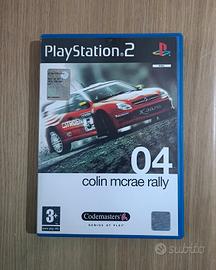 PlayStation®2
04
colin mcrae rally
3+
Codemasters
GENIUS AT PLAY
subito